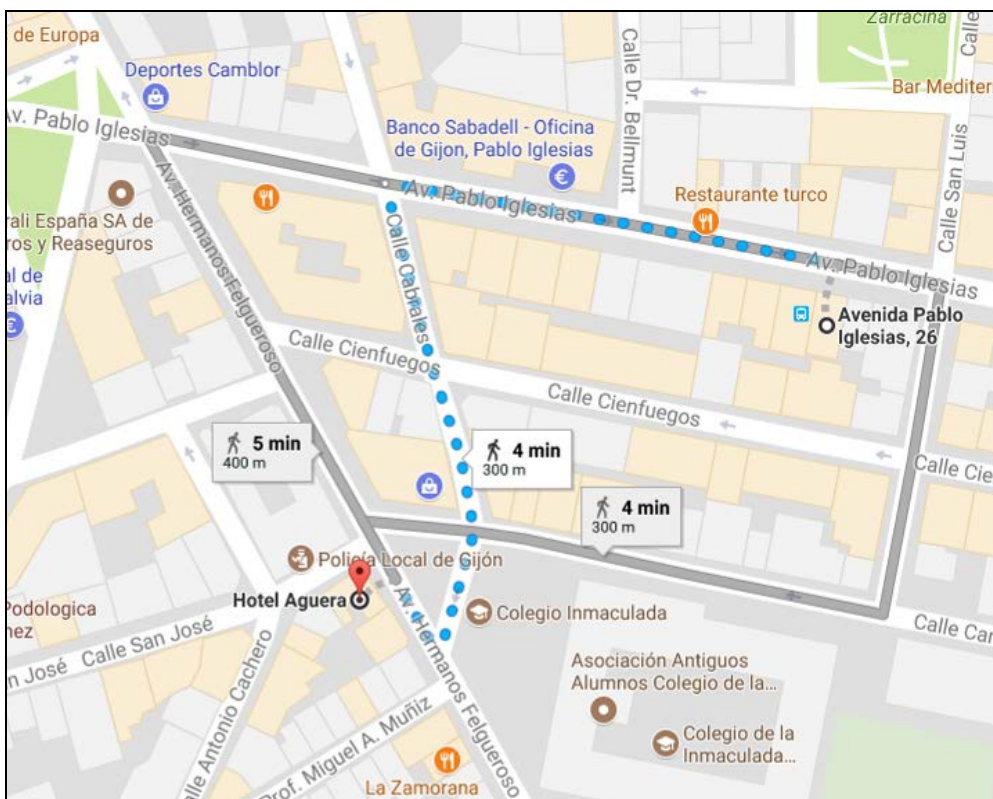 Zarracina
de Europa
Deportes Camblor
Calle
Calle Dr. Bellmunt
Bar Mediter
Av. Pablo Iglesias
Banco Sabadell - Oficina
de Gijon, Pablo Iglesias
€
Calle San Luis
Restaurante turco
Av. Pablo Iglesias
rali España SA de
ros y Reaseguros
Av. Hermanos Felgueroso
Calle Cabrales
Av. Pablo Iglesias
al de
alvia
€
Avenida Pablo
Iglesias, 26
Calle Cienfuegos
Calle Cienfuegos
5 min
400 m
4 min
300 m
Calle Cie
4 min
300 m
Policía Local de Gijón
Hotel Aguera
Podologica
nez
Colegio Inmaculada
Calle Car
n José
Calle San José
Av. Hermanos Felgueroso
Asociación Antiguos
Alumnos Colegio de la...
alle Antonio Cachero
Prof. Miguel A. Muñiz
Colegio de la
Inmaculada...
La Zamorana